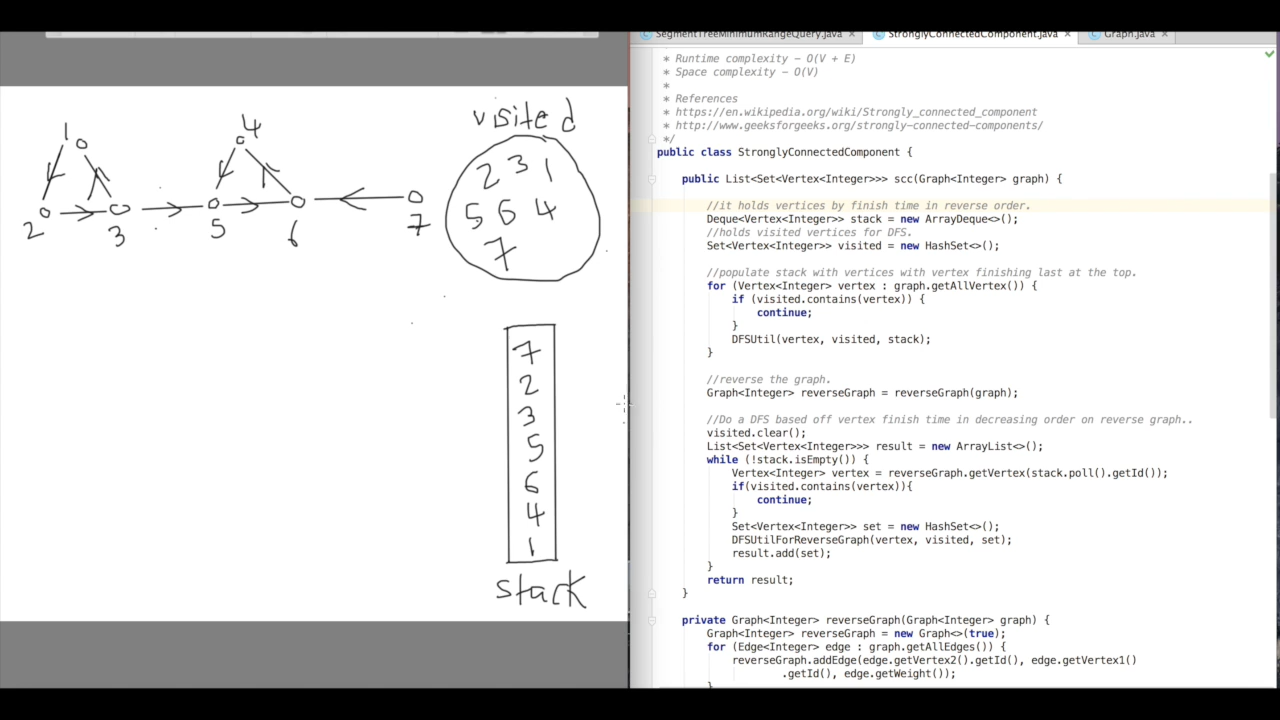 SegmentTreeMinimumRangeQuery.java
StronglyConnectedComponent.java
Graph.java
1
4
2
3
5
6
7
visited
2 3 1
5 6 4
7
7
2
3
5
6
4
1
stack
* Runtime complexity - O(V + E)
* Space complexity - O(V)
*
* References
* https://en.wikipedia.org/wiki/Strongly_connected_component
* http://www.geeksforgeeks.org/strongly-connected-components/
*/
public class StronglyConnectedComponent {
public List<Set<Vertex<Integer>>> scc(Graph<Integer> graph) {
//it holds vertices by finish time in reverse order.
Deque<Vertex<Integer>> stack = new ArrayDeque<>();
//holds visited vertices for DFS.
Set<Vertex<Integer>> visited = new HashSet<>();
//populate stack with vertices with vertex finishing last at the top.
for (Vertex<Integer> vertex : graph.getAllVertex()) {
if (visited.contains(vertex)) {
continue;
}
DFSUtil(vertex, visited, stack);
}
//reverse the graph.
Graph<Integer> reverseGraph = reverseGraph(graph);
//Do a DFS based off vertex finish time in decreasing order on reverse graph..
visited.clear();
List<Set<Vertex<Integer>>> result = new ArrayList<>();
while (!stack.isEmpty()) {
Vertex<Integer> vertex = reverseGraph.getVertex(stack.poll().getId());
if(visited.contains(vertex)){
continue;
}
Set<Vertex<Integer>> set = new HashSet<>();
DFSUtilForReverseGraph(vertex, visited, set);
result.add(set);
}
return result;
}
private Graph<Integer> reverseGraph(Graph<Integer> graph) {
Graph<Integer> reverseGraph = new Graph<>(true);
for (Edge<Integer> edge : graph.getAllEdges()) {
reverseGraph.addEdge(edge.getVertex2().getId(), edge.getVertex1()
.getId(), edge.getWeight());
}